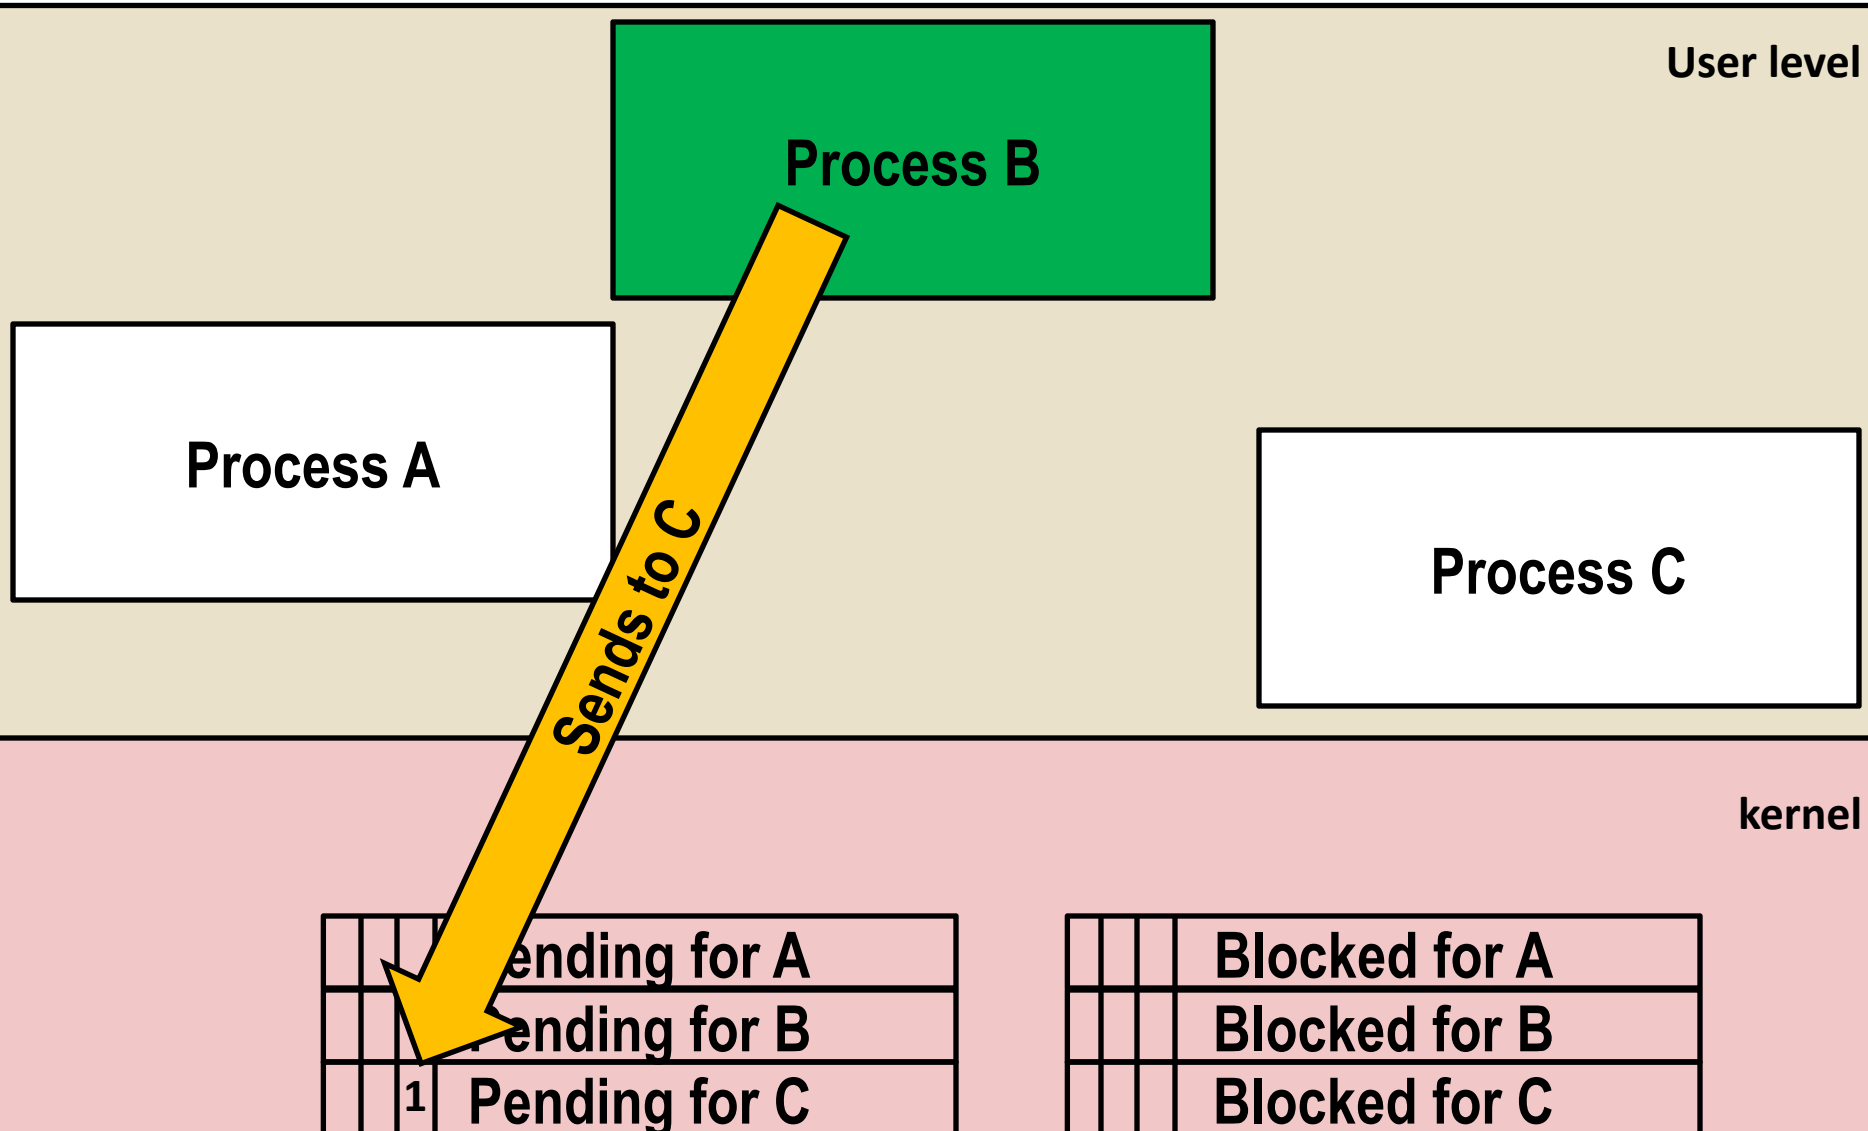 User level
Process B
Process A
Sends to C
Process C
kernel
ending for A
Blocked for A
ending for B
Blocked for B
1 Pending for C
Blocked for C